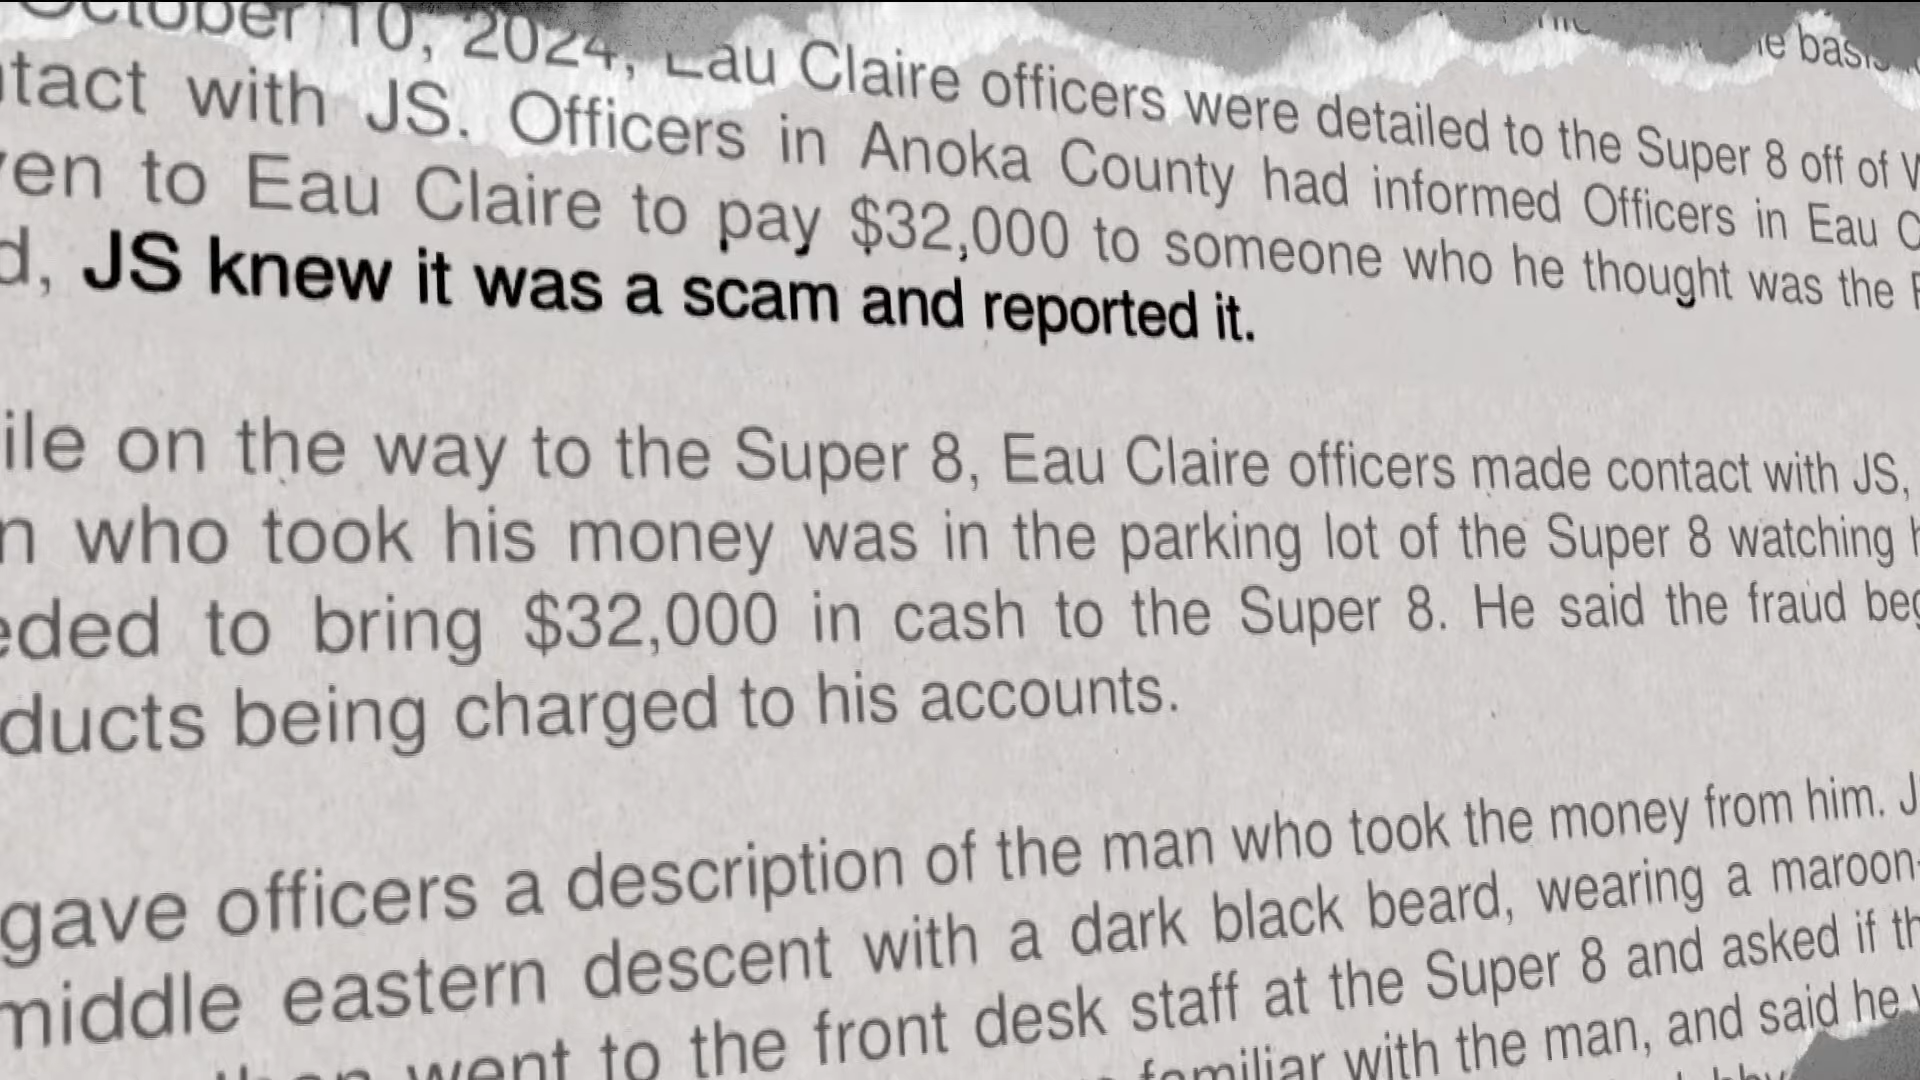 October 10, 2024, Eau Claire officers were detailed to the Super 8 off of
tact with JS. Officers in Anoka County had informed Officers in Eau C
ven to Eau Claire to pay $32,000 to someone who he thought was the F
d, JS knew it was a scam and reported it.
ile on the way to the Super 8, Eau Claire officers made contact with JS,
n who took his money was in the parking lot of the Super 8 watching h
eded to bring $32,000 in cash to the Super 8. He said the fraud beg
ducts being charged to his accounts.
gave officers a description of the man who took the money from him. J
middle eastern descent with a dark black beard, wearing a maroon-
then went to the front desk staff at the Super 8 and asked if th
familiar with the man, and said he